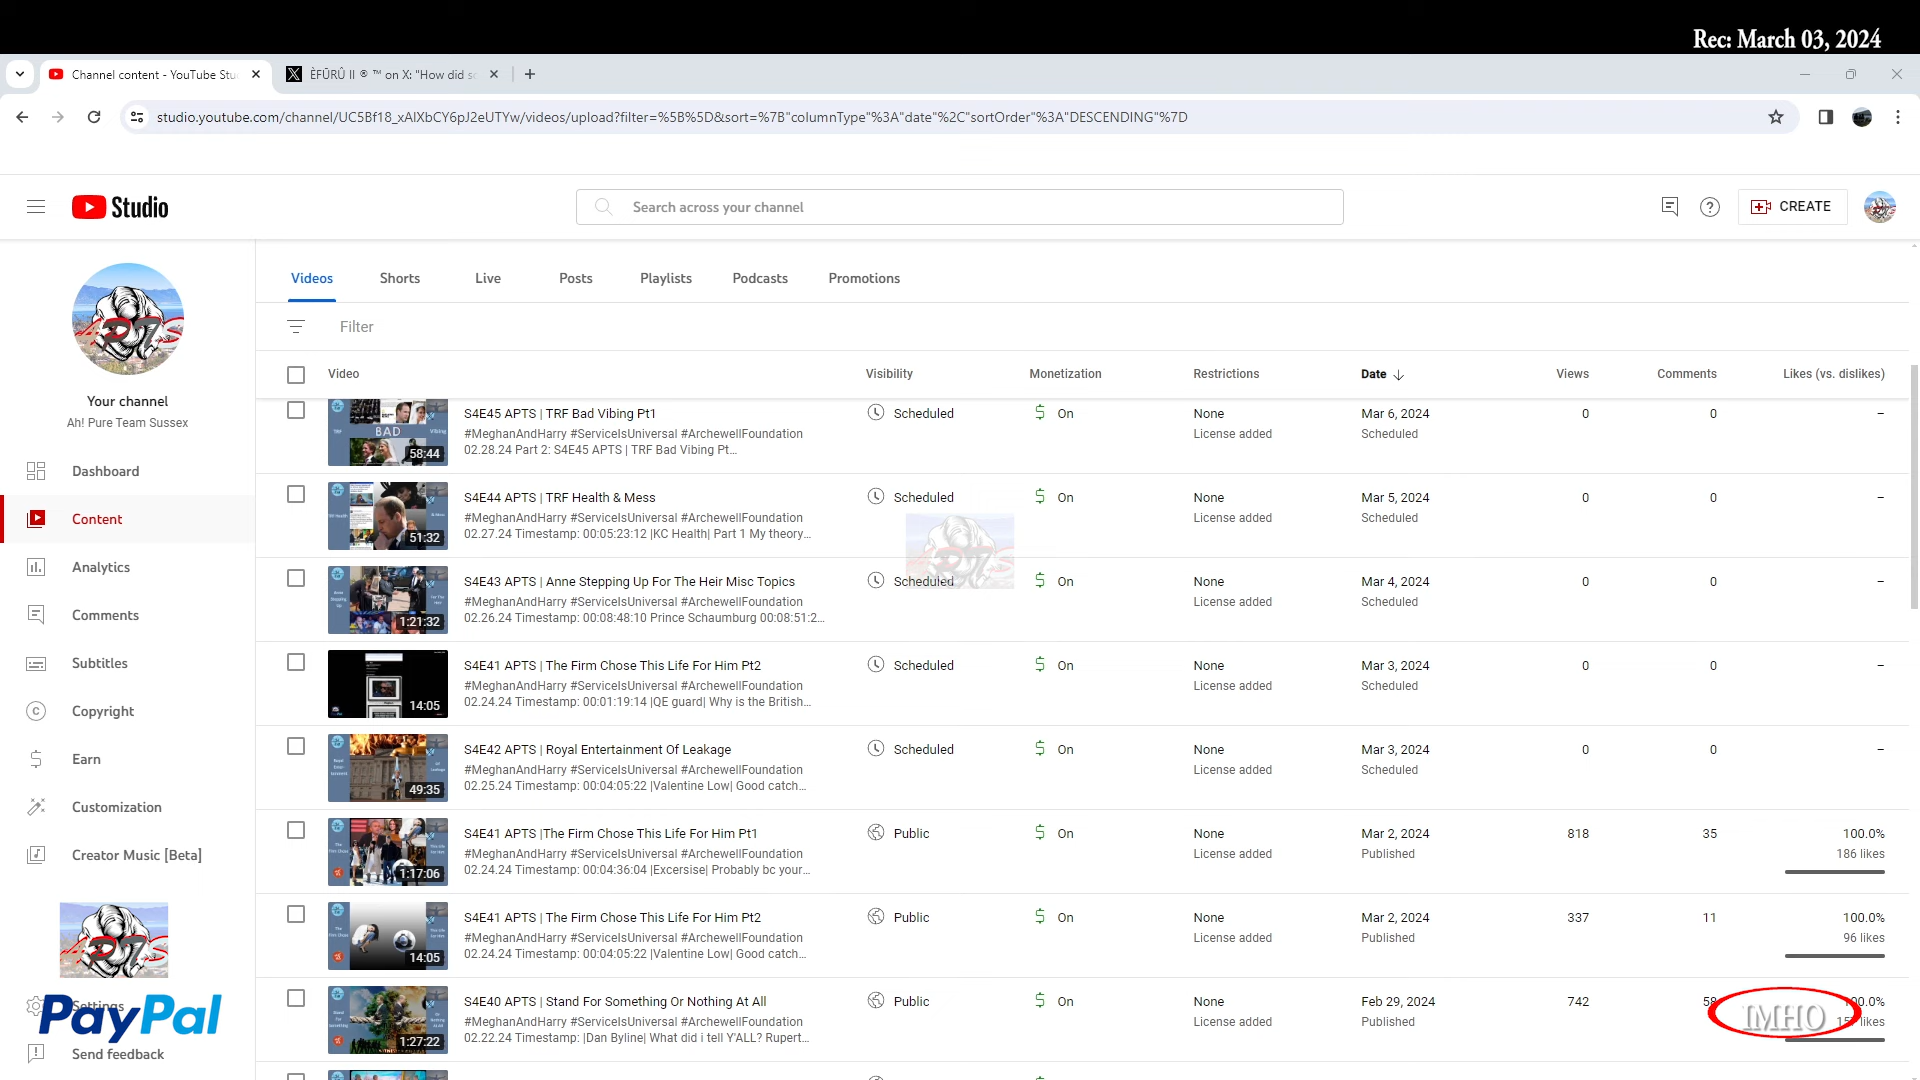 Rec: March 03, 2024
Channel content - YouTube Stu
ÈFŪRÛ II ® ™ on X: "How did so
studio.youtube.com/channel/UC5Bf18_xAlXbCY6pJ2eUTYw/videos/upload?filter=%5B%5D&sort=%7B"columnType"%3A"date"%2C"sortOrder"%3A"DESCENDING"%7D
Studio
Search across your channel
CREATE
Your channel
Ah! Pure Team Sussex
Dashboard
Content
Analytics
Comments
Subtitles
Copyright
Earn
Customization
Creator Music [Beta]
Settings
PayPal
Send feedback
Videos Shorts Live Posts Playlists Podcasts Promotions
Filter
Video Visibility Monetization Restrictions Date Views Comments Likes (vs. dislikes)
BAD
58:44
S4E45 APTS | TRF Bad Vibing Pt1 Scheduled On None Mar 6, 2024 0 0 –
#MeghanAndHarry #ServiceIsUniversal #ArchewellFoundation License added Scheduled
02.28.24 Part 2: S4E45 APTS | TRF Bad Vibing Pt...
51:32
S4E44 APTS | TRF Health & Mess Scheduled On None Mar 5, 2024 0 0 –
#MeghanAndHarry #ServiceIsUniversal #ArchewellFoundation License added Scheduled
02.27.24 Timestamp: 00:05:23:12 |KC Health| Part 1 My theory...
1:21:32
S4E43 APTS | Anne Stepping Up For The Heir Misc Topics Scheduled On None Mar 4, 2024 0 0 –
#MeghanAndHarry #ServiceIsUniversal #ArchewellFoundation License added Scheduled
02.26.24 Timestamp: 00:08:48:10 Prince Schaumburg 00:08:51:2...
14:05
S4E41 APTS | The Firm Chose This Life For Him Pt2 Scheduled On None Mar 3, 2024 0 0 –
#MeghanAndHarry #ServiceIsUniversal #ArchewellFoundation License added Scheduled
02.24.24 Timestamp: 00:01:19:14 |QE guard| Why is the British...
49:35
S4E42 APTS | Royal Entertainment Of Leakage Scheduled On None Mar 3, 2024 0 0 –
#MeghanAndHarry #ServiceIsUniversal #ArchewellFoundation License added Scheduled
02.25.24 Timestamp: 00:04:05:22 |Valentine Low| Good catch...
1:17:06
S4E41 APTS |The Firm Chose This Life For Him Pt1 Public On None Mar 2, 2024 818 35 100.0%
#MeghanAndHarry #ServiceIsUniversal #ArchewellFoundation License added Published 186 likes
02.24.24 Timestamp: 00:04:36:04 |Excersise| Probably bc your...
14:05
S4E41 APTS | The Firm Chose This Life For Him Pt2 Public On None Mar 2, 2024 337 11 100.0%
#MeghanAndHarry #ServiceIsUniversal #ArchewellFoundation License added Published 96 likes
02.24.24 Timestamp: 00:04:05:22 |Valentine Low| Good catch...
1:27:22
S4E40 APTS | Stand For Something Or Nothing At All Public On None Feb 29, 2024 742
#MeghanAndHarry #ServiceIsUniversal #ArchewellFoundation License added Published likes
02.22.24 Timestamp: |Dan Byline| What did i tell Y'ALL? Rupert...
IMHO